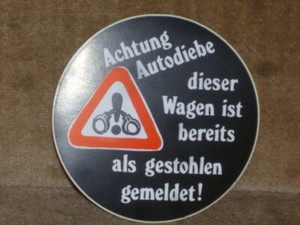 Achtung
Autodiebe
dieser
Wagen ist
bereits
als gestohlen
gemeldet!